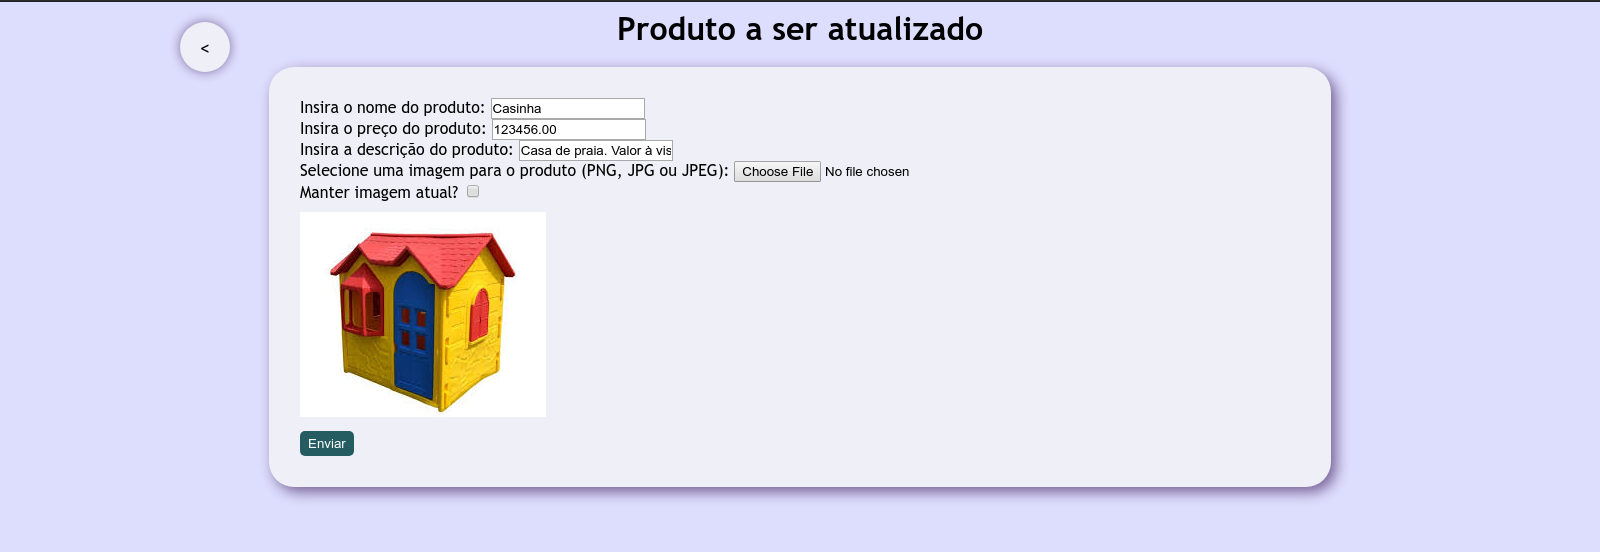 Produto a ser atualizado
<
Insira o nome do produto: Casinha
Insira o preço do produto: 123456.00
Insira a descrição do produto: Casa de praia. Valor à vis
Selecione uma imagem para o produto (PNG, JPG ou JPEG): Choose File No file chosen
Manter imagem atual?
Enviar